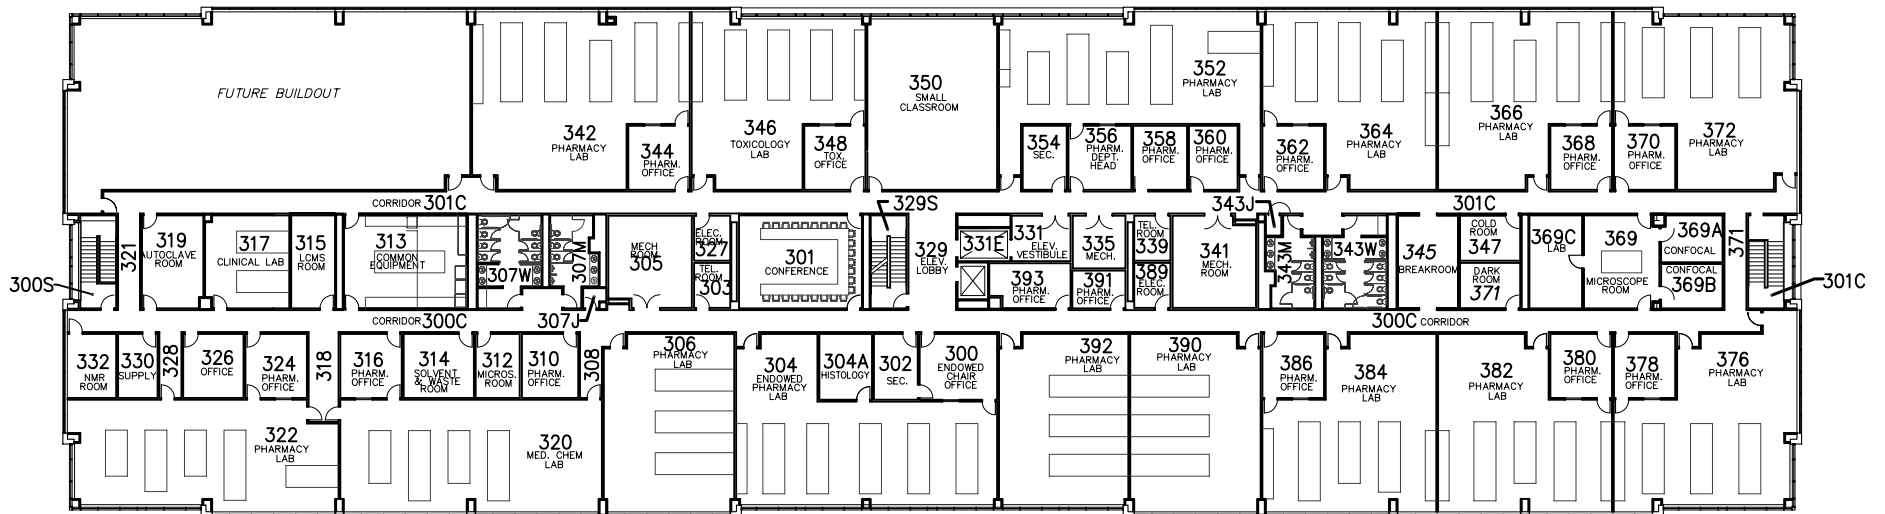 FUTURE BUILDOUT
342
PHARMACY
LAB
344
PHARM.
OFFICE
346
TOXICOLOGY
LAB
348
TOX.
OFFICE
350
SMALL
CLASSROOM
352
PHARMACY
LAB
354
SEC.
356
PHARM.
DEPT.
HEAD
358
PHARM.
OFFICE
360
PHARM.
OFFICE
362
PHARM.
OFFICE
364
PHARMACY
LAB
366
PHARMACY
LAB
368
PHARM.
OFFICE
370
PHARM.
OFFICE
372
PHARMACY
LAB
CORRIDOR 301C
329S
343J
301C
300S
321
319
AUTOCLAVE
ROOM
317
CLINICAL LAB
315
LCMS
ROOM
313
COMMON
EQUIPMENT
307W
307M
307J
MECH
ROOM
305
ELEC.
ROOM
327
TEL.
ROOM
303
301
CONFERENCE
329
ELEV.
LOBBY
331E
331
ELEV.
VESTIBULE
393
PHARM.
OFFICE
335
MECH.
391
PHARM.
OFFICE
TEL.
ROOM
339
389
ELEC.
ROOM
341
MECH.
ROOM
343M
343W
345
BREAKROOM
COLD
ROOM
347
DARK
ROOM
371
369C
LAB
369
MICROSCOPE
ROOM
369A
CONFOCAL
CONFOCAL
369B
371
301C
CORRIDOR 300C
300C CORRIDOR
332
NMR
ROOM
330
SUPPLY
328
326
OFFICE
324
PHARM.
OFFICE
318
316
PHARM.
OFFICE
314
SOLVENT
& WASTE
ROOM
312
MICROS.
ROOM
310
PHARM.
OFFICE
308
306
PHARMACY
LAB
304
ENDOWED
PHARMACY
LAB
304A
HISTOLOGY
302
SEC.
300
ENDOWED
CHAIR
OFFICE
392
PHARMACY
LAB
390
PHARMACY
LAB
386
PHARM.
OFFICE
384
PHARMACY
LAB
382
PHARMACY
LAB
380
PHARM.
OFFICE
378
PHARM.
OFFICE
376
PHARMACY
LAB
322
PHARMACY
LAB
320
MED. CHEM
LAB